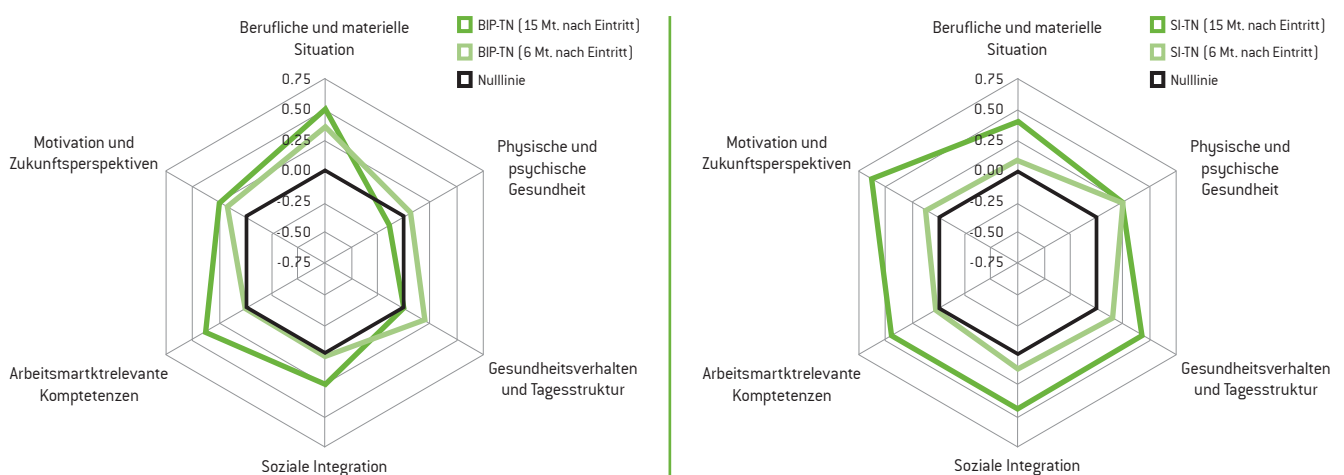 Berufliche und materielle
Situation
BIP-TN (15 Mt. nach Eintritt)
BIP-TN (6 Mt. nach Eintritt)
Nulllinie
0.75
0.50
0.25
0.00
-0.25
-0.50
-0.75
Motivation und
Zukunftsperspektiven
Physische und
psychische
Gesundheit
Arbeitsmartktrelevante
Komptetenzen
Gesundheitsverhalten
und Tagesstruktur
Soziale Integration
Berufliche und materielle
Situation
SI-TN (15 Mt. nach Eintritt)
SI-TN (6 Mt. nach Eintritt)
Nulllinie
0.75
0.50
0.25
0.00
-0.25
-0.50
-0.75
Motivation und
Zukunftsperspektiven
Physische und
psychische
Gesundheit
Arbeitsmartktrelevante
Komptetenzen
Gesundheitsverhalten
und Tagesstruktur
Soziale Integration